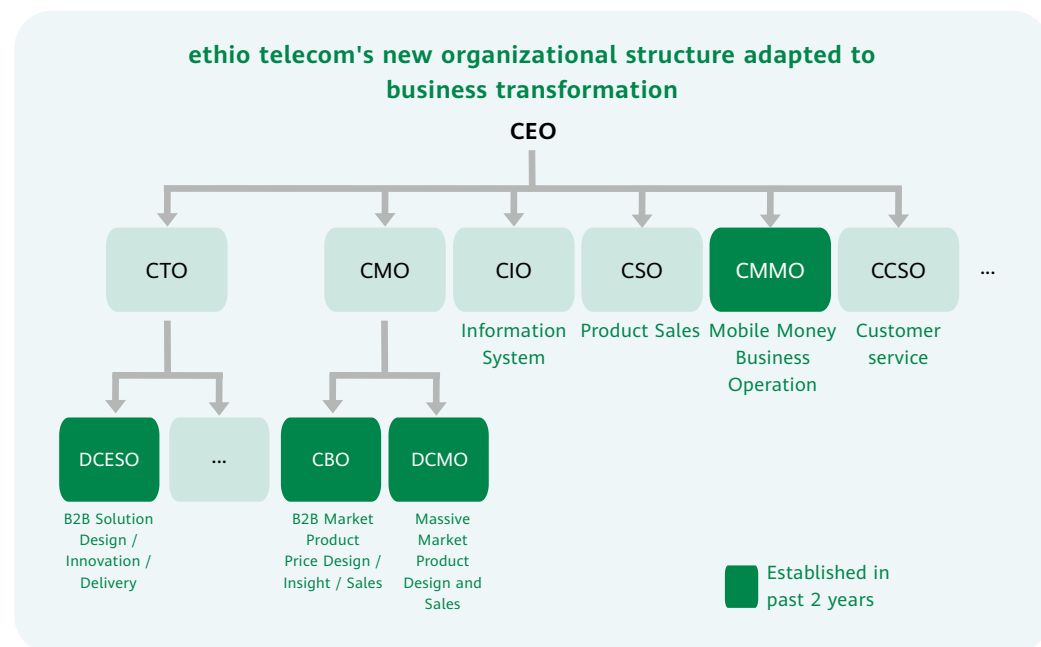 ethio telecom's new organizational structure adapted to
business transformation
CEO
CTO
CMO
CIO
CSO
CMMO
CCSO
...
Information
System
Product Sales
Mobile Money
Business
Operation
Customer
service
DCESO
...
CBO
DCMO
B2B Solution
Design /
Innovation /
Delivery
B2B Market
Product
Price Design /
Insight / Sales
Massive
Market
Product
Design and
Sales
Established in
past 2 years